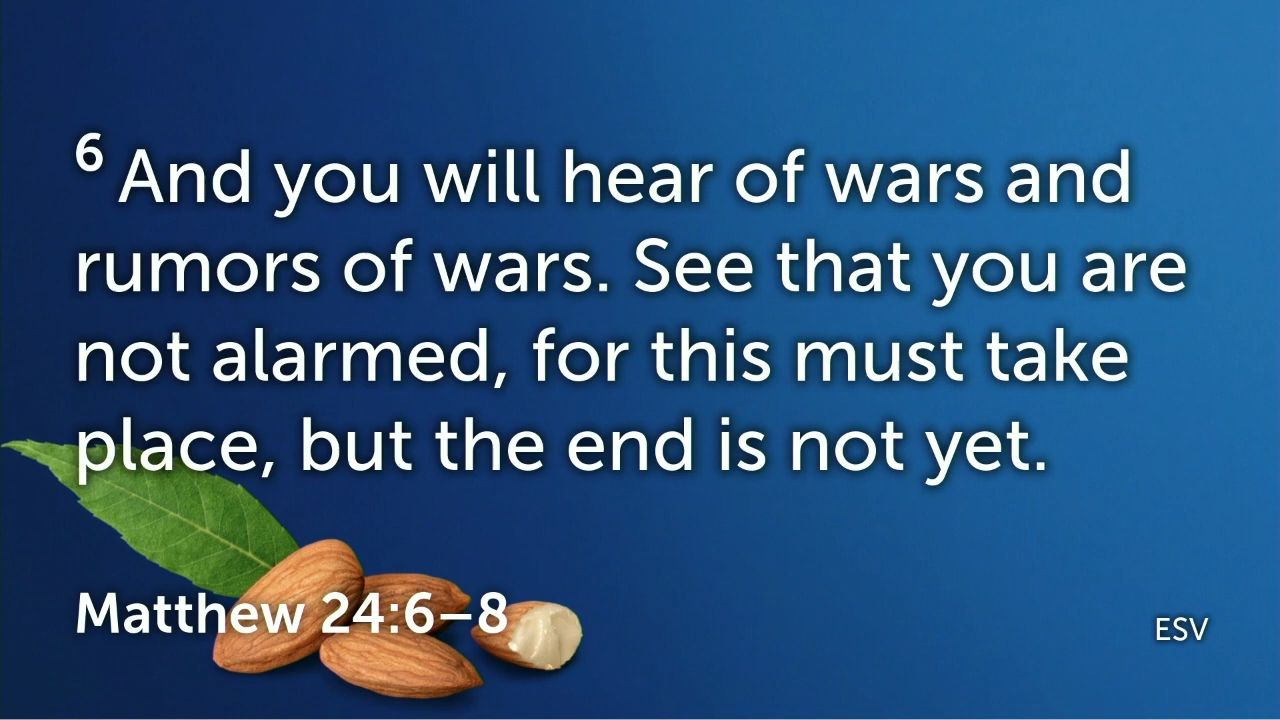 6 And you will hear of wars and
rumors of wars. See that you are
not alarmed, for this must take
place, but the end is not yet.
Matthew 24:6–8
ESV